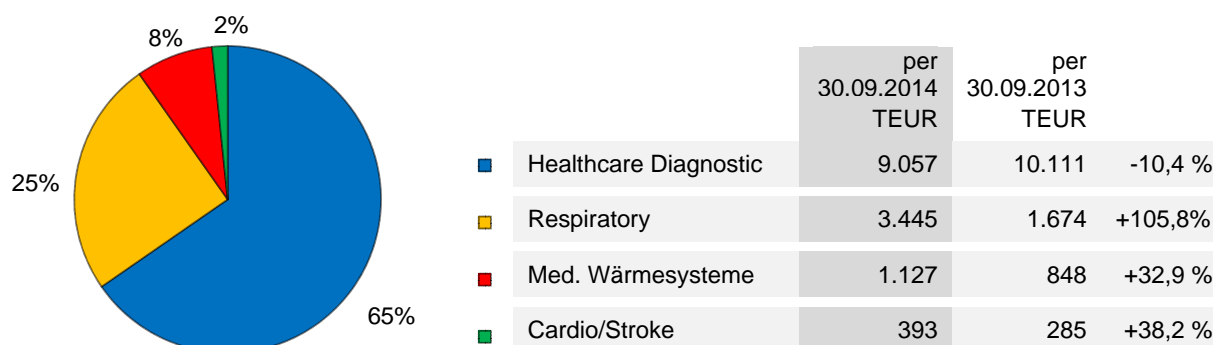 2%
8%
25%
65%
per per
30.09.2014 30.09.2013
TEUR TEUR
Healthcare Diagnostic 9.057 10.111 -10,4 %
Respiratory 3.445 1.674 +105,8%
Med. Wärmesysteme 1.127 848 +32,9 %
Cardio/Stroke 393 285 +38,2 %